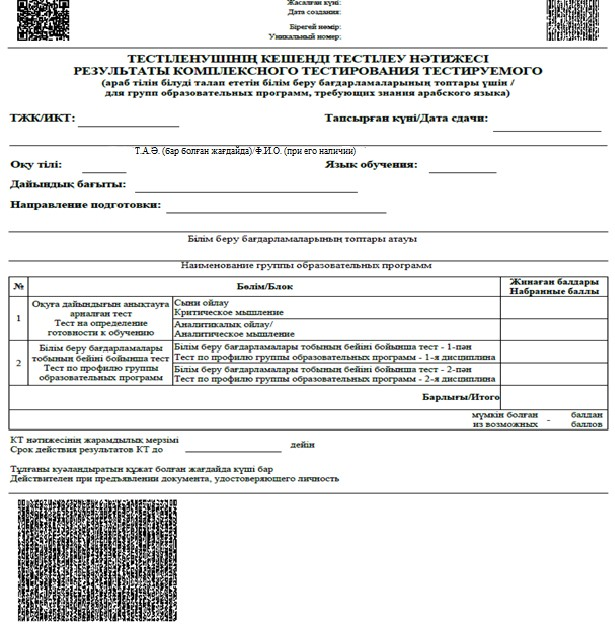 Жасалған күні:
Дата создания:
Бірегей нөмір:
Уникальный номер:
ТЕСТІЛЕНУШІНІҢ КЕШЕНДІ ТЕСТІЛЕУ НӘТИЖЕСІ
РЕЗУЛЬТАТЫ КОМПЛЕКСНОГО ТЕСТИРОВАНИЯ ТЕСТИРУЕМОГО
(араб тілін білуді талап ететін білім беру бағдарламаларының топтары үшін /
для групп образовательных программ, требующих знания арабского языка)
ТЖК/ИКТ: Тапсырған күні/Дата сдачи:
Т.А.Ә. (бар болған жағдайда)/Ф.И.О. (при его наличии)
Оқу тілі: Язык обучения:
Дайындық бағыты:
Направление подготовки:
Білім беру бағдарламаларының топтары атауы
Наименование группы образовательных программ
№ Бөлім/Блок Жинаған балдары/
Набранные баллы
1 Оқуға дайындығын анықтауға
арналған тест
Тест на определение
готовности к обучению
Сыни ойлау
Критическое мышление
Аналитикалық ойлау/
Аналитическое мышление
2 Білім беру бағдарламалары
тобының бейіні бойынша тест
Тест по профилю группы
образовательных программ
Білім беру бағдарламалары тобының бейіні бойынша тест - 1-пән
Тест по профилю группы образовательных программ - 1-я дисциплина
Білім беру бағдарламалары тобының бейіні бойынша тест - 2-пән
Тест по профилю группы образовательных программ - 2-я дисциплина
Барлығы/Итого
мүмкін болған - балдан
из возможных баллов
КТ нәтижесінің жарамдылық мерзімі
Срок действия результатов КТ до дейін
Тұлғаны куәландыратын құжат болған жағдайда күші бар
Действителен при предъявлении документа, удостоверяющего личность